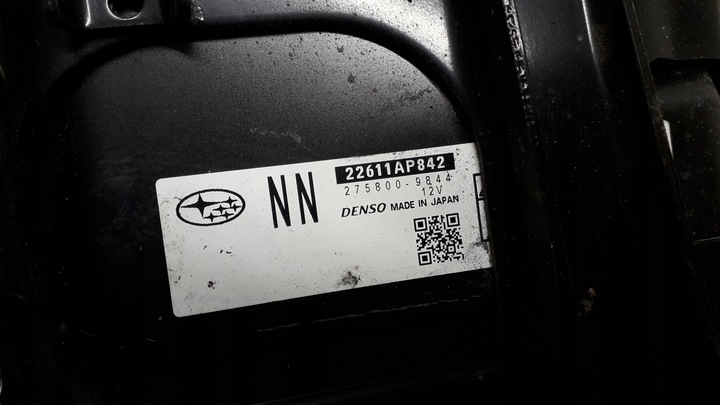 NN
22611AP842
275800-9844
12V
DENSO MADE IN JAPAN